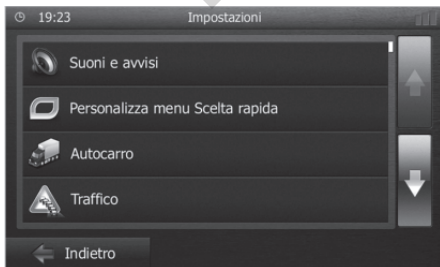 19:23 Impostazioni
Suoni e avvisi
Personalizza menu Scelta rapida
Autocarro
Traffico
Indietro